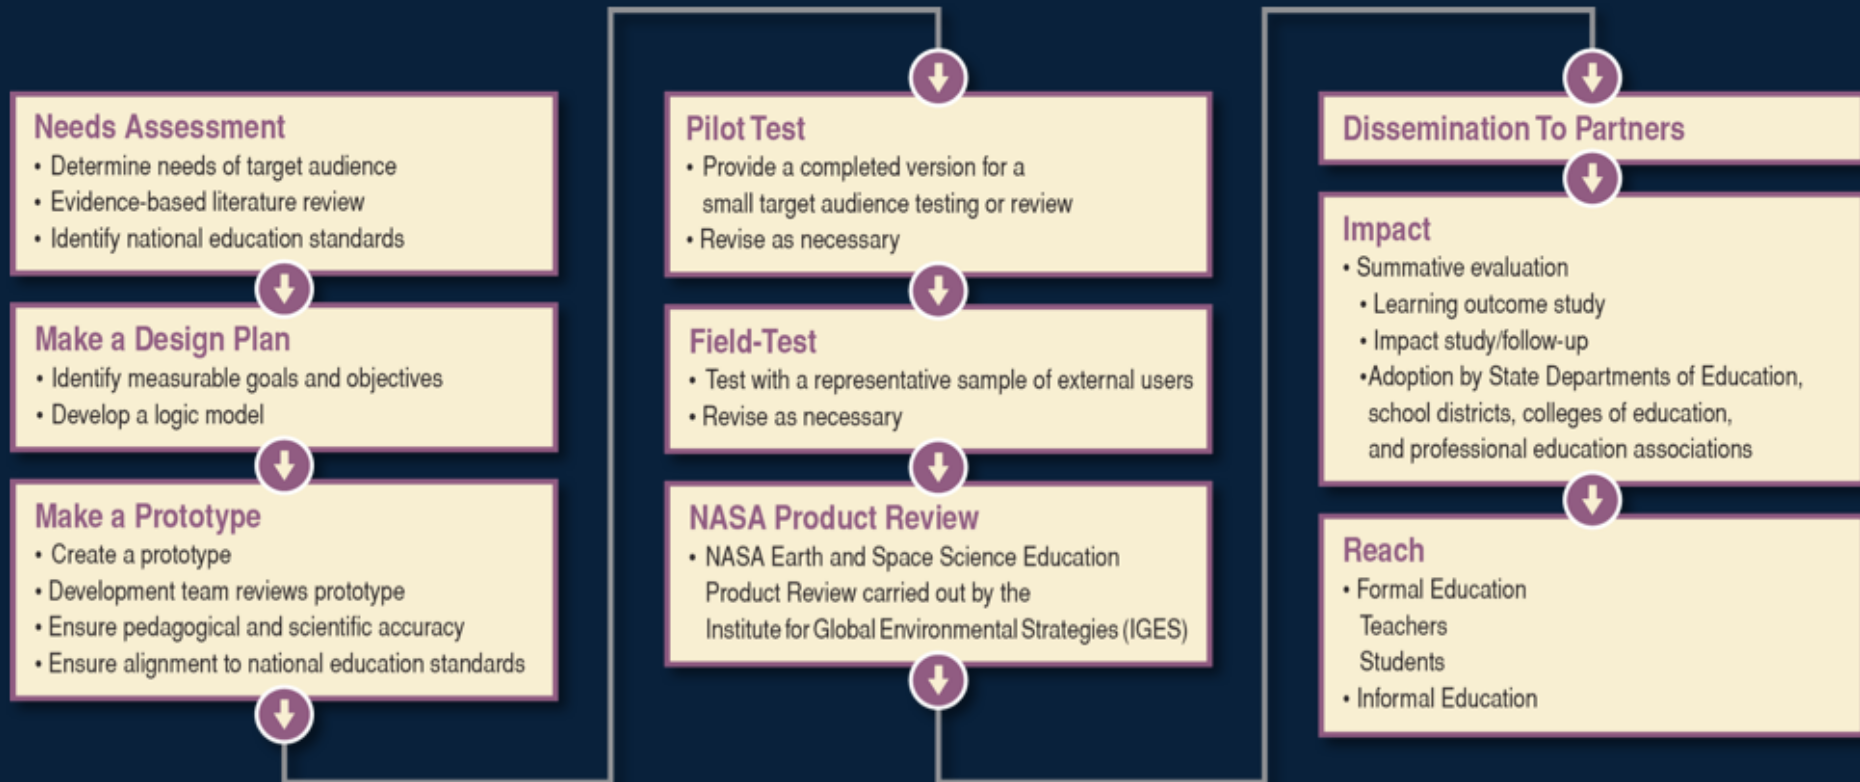 Needs Assessment
• Determine needs of target audience
• Evidence-based literature review
• Identify national education standards
Make a Design Plan
• Identify measurable goals and objectives
• Develop a logic model
Make a Prototype
• Create a prototype
• Development team reviews prototype
• Ensure pedagogical and scientific accuracy
• Ensure alignment to national education standards
Pilot Test
• Provide a completed version for a
small target audience testing or review
• Revise as necessary
Field-Test
• Test with a representative sample of external users
• Revise as necessary
NASA Product Review
• NASA Earth and Space Science Education
Product Review carried out by the
Institute for Global Environmental Strategies (IGES)
Dissemination To Partners
Impact
• Summative evaluation
• Learning outcome study
• Impact study/follow-up
•Adoption by State Departments of Education,
school districts, colleges of education,
and professional education associations
Reach
• Formal Education
Teachers
Students
• Informal Education